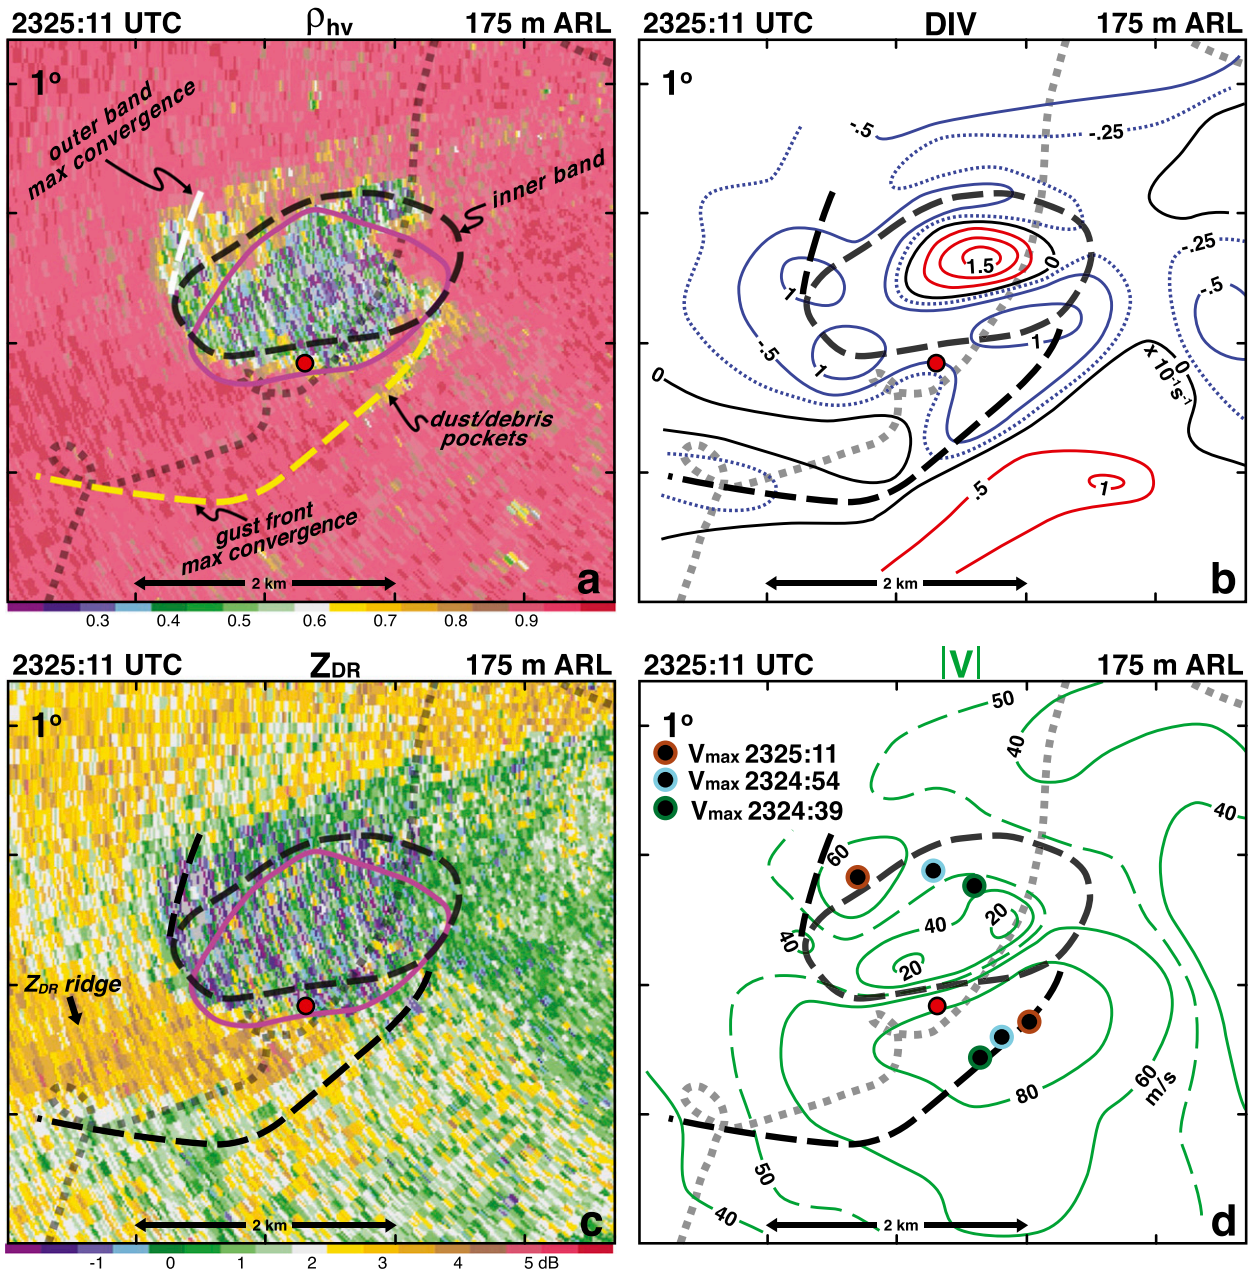 2325:11 UTC ρhv 175 m ARL
1º
outer band
max convergence
inner band
dust/debris
pockets
gust front
max convergence
2 km
a
0.3 0.4 0.5 0.6 0.7 0.8 0.9
2325:11 UTC DIV 175 m ARL
1º
-.5
-.25
-.25
-.5
0
1.5
1
-.5
1
1
0
0
x 10⁻¹s⁻¹
.5
1
2 km
b
2325:11 UTC ZDR 175 m ARL
1º
ZDR ridge
2 km
c
-1 0 1 2 3 4 5 dB
2325:11 UTC |V| 175 m ARL
1º
50
40
Vmax 2325:11
Vmax 2324:54
Vmax 2324:39
40
60
40
20
40
20
80
60
m/s
50
40
2 km
d